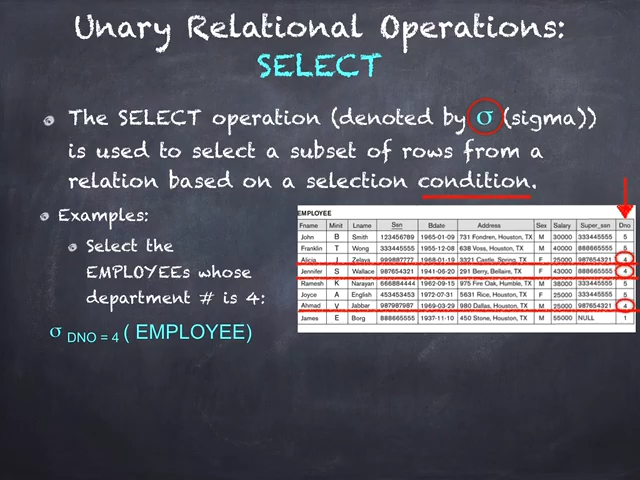 Unary Relational Operations:
SELECT
The SELECT operation (denoted by σ (sigma))
is used to select a subset of rows from a
relation based on a selection condition.
Examples:
Select the
EMPLOYEEs whose
department # is 4:
σ DNO = 4 ( EMPLOYEE)
EMPLOYEE
Fname Minit Lname Ssn Bdate Address Sex Salary Super_ssn Dno
John B Smith 123456789 1965-01-09 731 Fondren, Houston, TX M 30000 333445555 5
Franklin T Wong 333445555 1955-12-08 638 Voss, Houston, TX M 40000 888665555 5
Alicia J Zelaya 999887777 1968-01-19 3321 Castle, Spring, TX F 25000 987654321 4
Jennifer S Wallace 987654321 1941-06-20 291 Berry, Bellaire, TX F 43000 888665555 4
Ramesh K Narayan 666884444 1962-09-15 975 Fire Oak, Humble, TX M 38000 333445555 5
Joyce A English 453453453 1972-07-31 5631 Rice, Houston, TX F 25000 333445555 5
Ahmad V Jabbar 987987987 1969-03-29 980 Dallas, Houston, TX M 25000 987654321 4
James E Borg 888665555 1937-11-10 450 Stone, Houston, TX M 55000 NULL 1